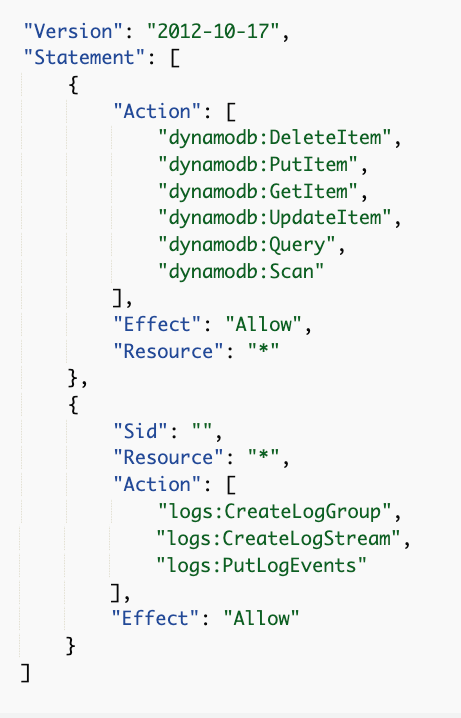 "Version": "2012-10-17",
"Statement": [
{
"Action": [
"dynamodb:DeleteItem",
"dynamodb:PutItem",
"dynamodb:GetItem",
"dynamodb:UpdateItem",
"dynamodb:Query",
"dynamodb:Scan"
],
"Effect": "Allow",
"Resource": "*"
},
{
"Sid": "",
"Resource": "*",
"Action": [
"logs:CreateLogGroup",
"logs:CreateLogStream",
"logs:PutLogEvents"
],
"Effect": "Allow"
}
]